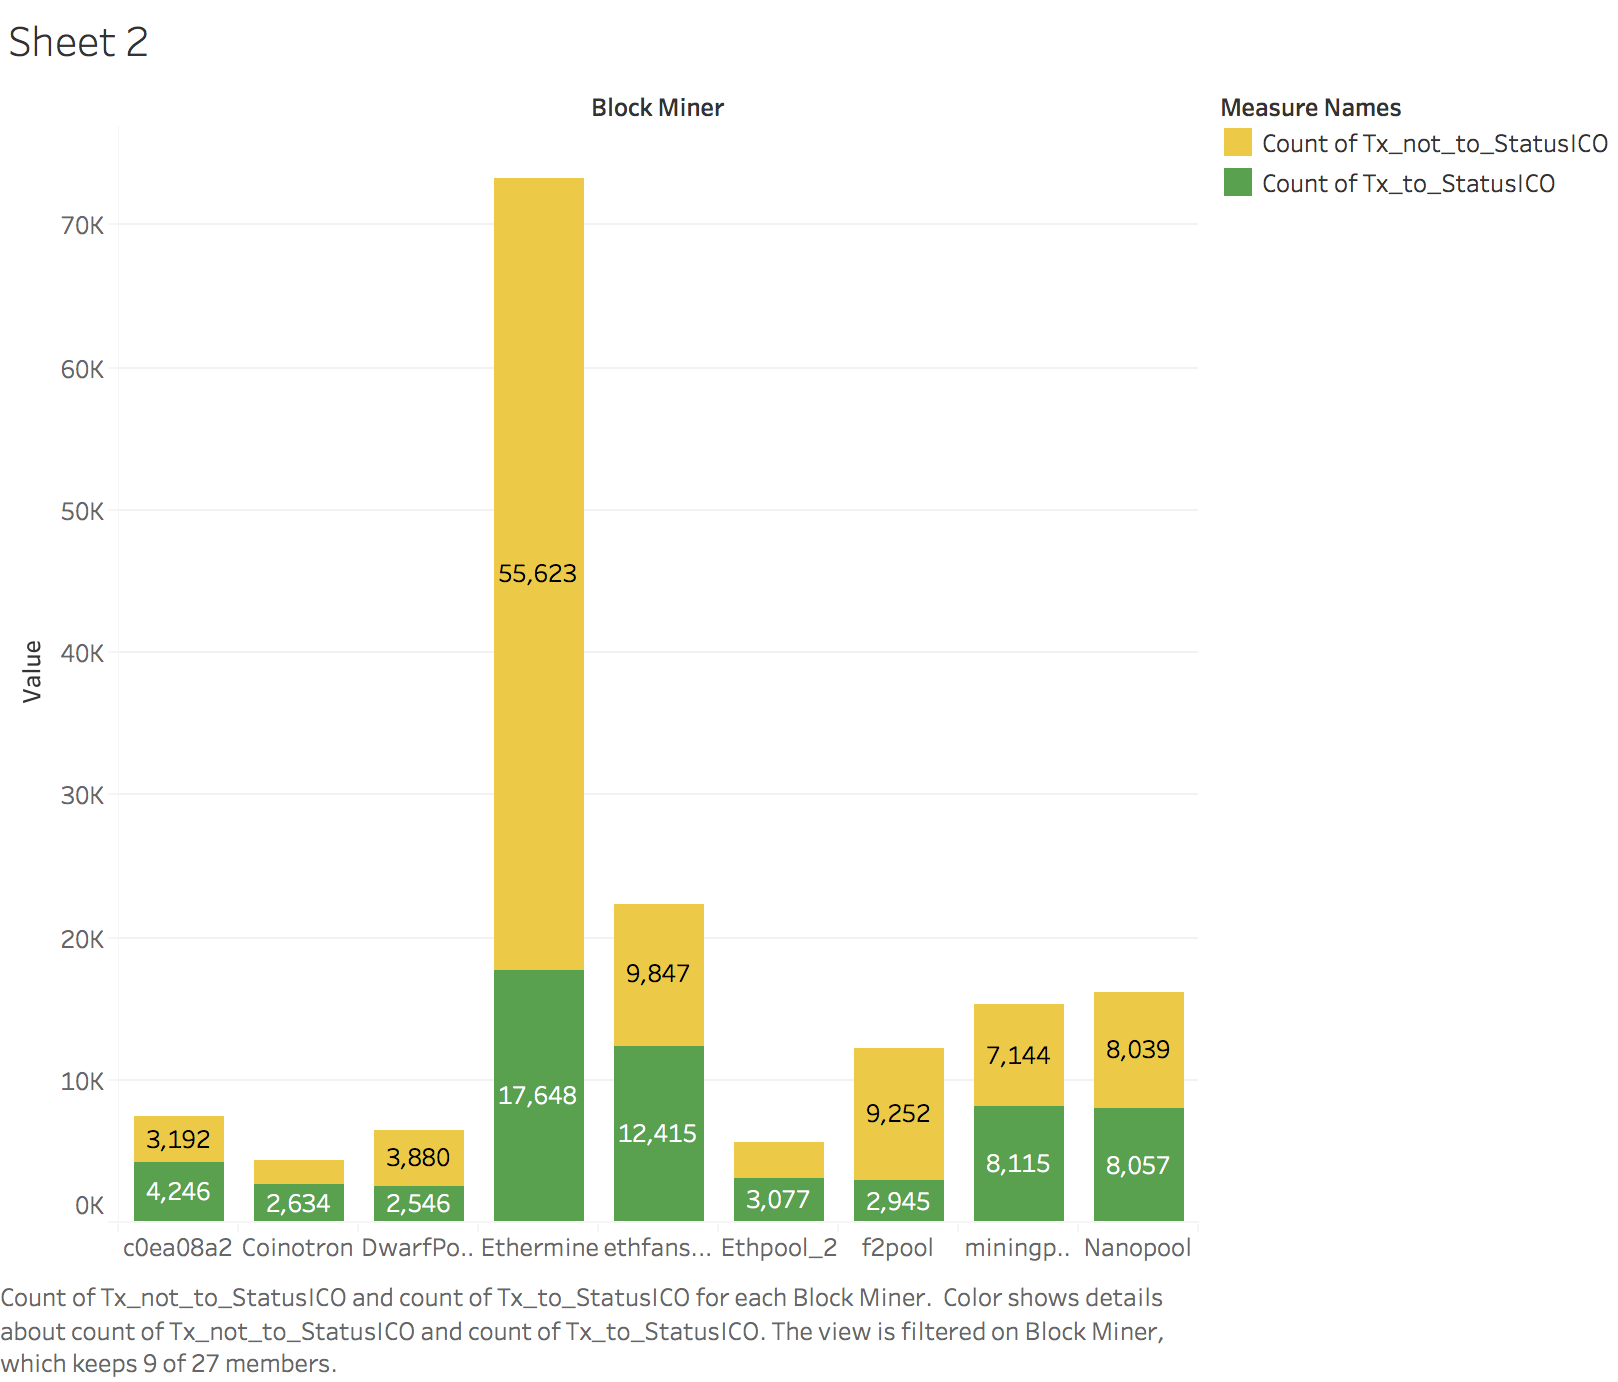 Sheet 2
Block Miner
Measure Names
Count of Tx_not_to_StatusICO
Count of Tx_to_StatusICO
Value
70K
60K
50K
40K
30K
20K
10K
0K
3,192
4,246
2,634
3,880
2,546
55,623
17,648
9,847
12,415
3,077
9,252
2,945
7,144
8,115
8,039
8,057
c0ea08a2 Coinotron DwarfPo.. Ethermine ethfans... Ethpool_2 f2pool miningp.. Nanopool
Count of Tx_not_to_StatusICO and count of Tx_to_StatusICO for each Block Miner. Color shows details
about count of Tx_not_to_StatusICO and count of Tx_to_StatusICO. The view is filtered on Block Miner,
which keeps 9 of 27 members.